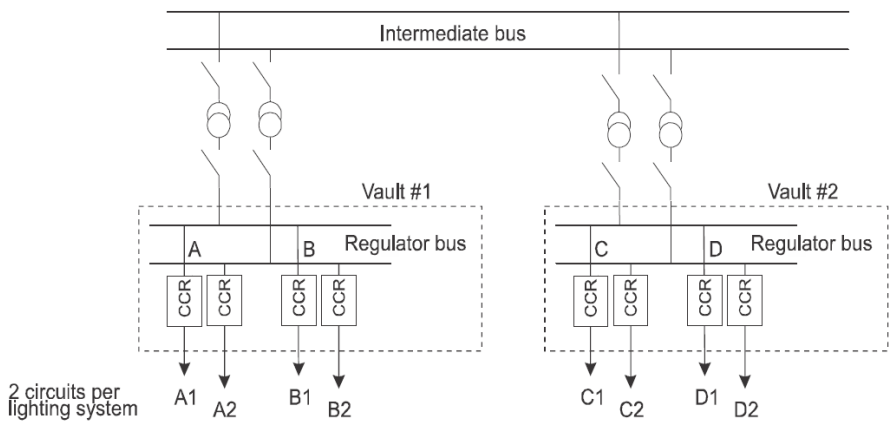 Intermediate bus
Vault #1
Vault #2
A
B
Regulator bus
C
D
Regulator bus
CCR
CCR
CCR
CCR
CCR
CCR
CCR
CCR
2 circuits per
lighting system
A1
A2
B1
B2
C1
C2
D1
D2